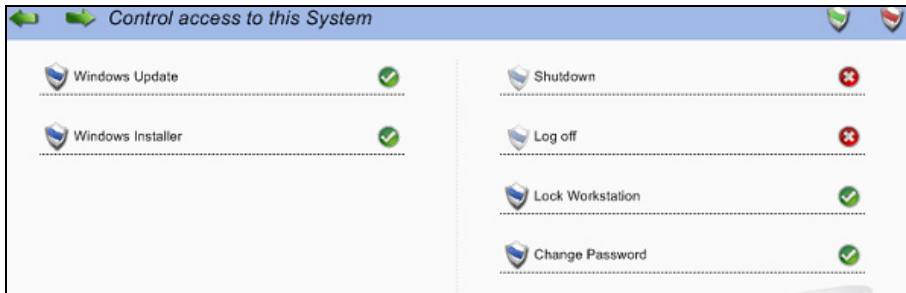 Control access to this System
Windows Update
Windows Installer
Shutdown
Log off
Lock Workstation
Change Password